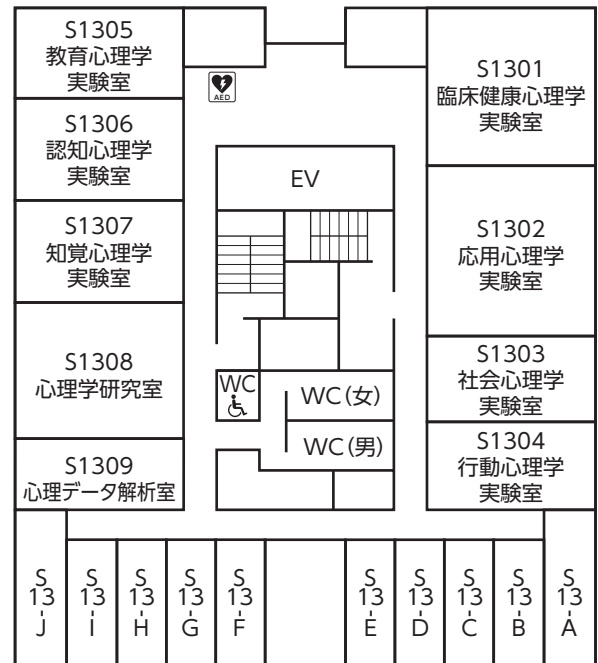 S1305
教育心理学
実験室
AED
S1301
臨床健康心理学
実験室
S1306
認知心理学
実験室
EV
S1307
知覚心理学
実験室
S1302
応用心理学
実験室
S1308
心理学研究室
WC
WC(女)
WC(男)
S1303
社会心理学
実験室
S1309
心理データ解析室
S1304
行動心理学
実験室
S13-J
S13-I
S13-H
S13-G
S13-F
S13-E
S13-D
S13-C
S13-B
S13-A